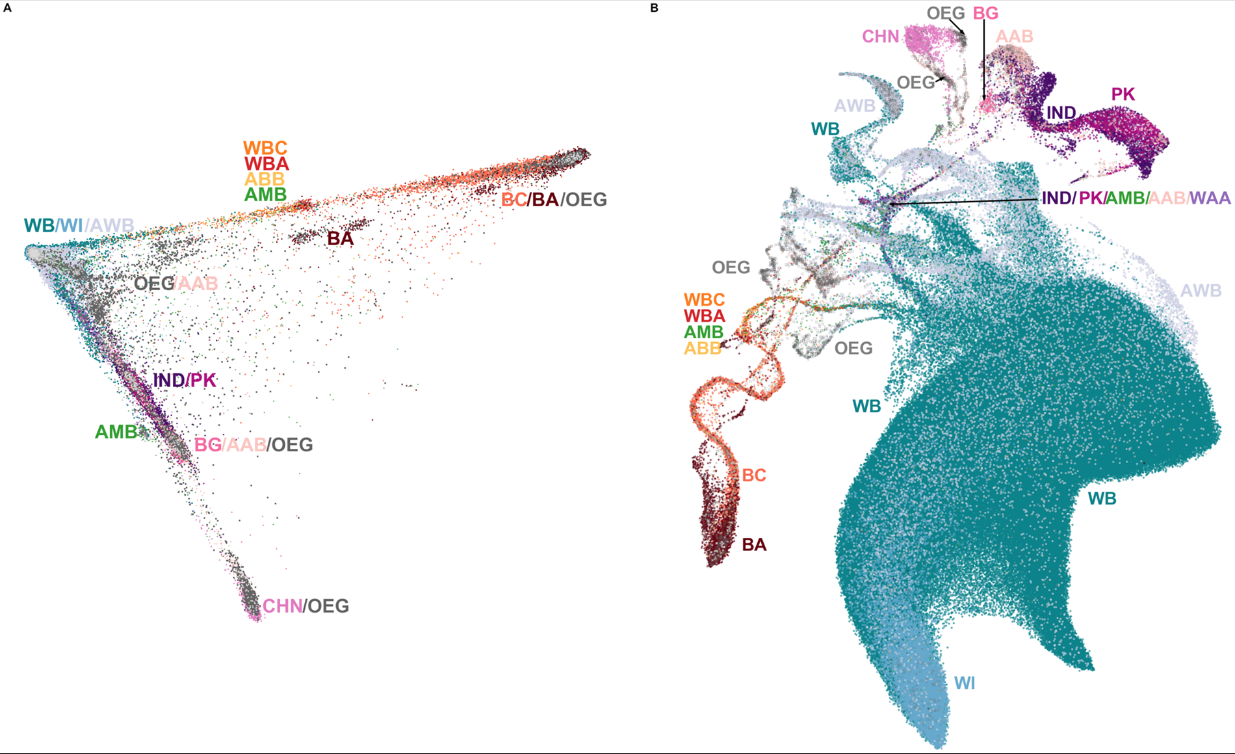 A
WBC
WBA
ABB
AMB
BC/BA/OEG
WB/WI/AWB
BA
OEG/AAB
IND/PK
AMB
BG/AAB/OEG
CHN/OEG
B
OEG BG
CHN
AAB
OEG
AWB
IND
PK
WB
IND/PK/AMB/AAB/WAA
OEG
AWB
WBC
WBA
AMB
ABB
OEG
WB
BC
WB
BA
WI